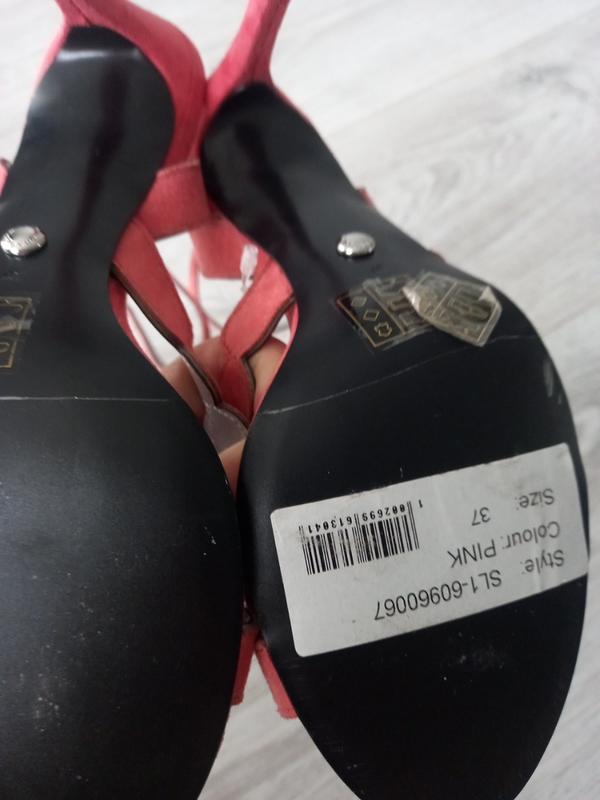 Style: SL1-60960067
Colour: PINK
Size: 37
1 002699 613041